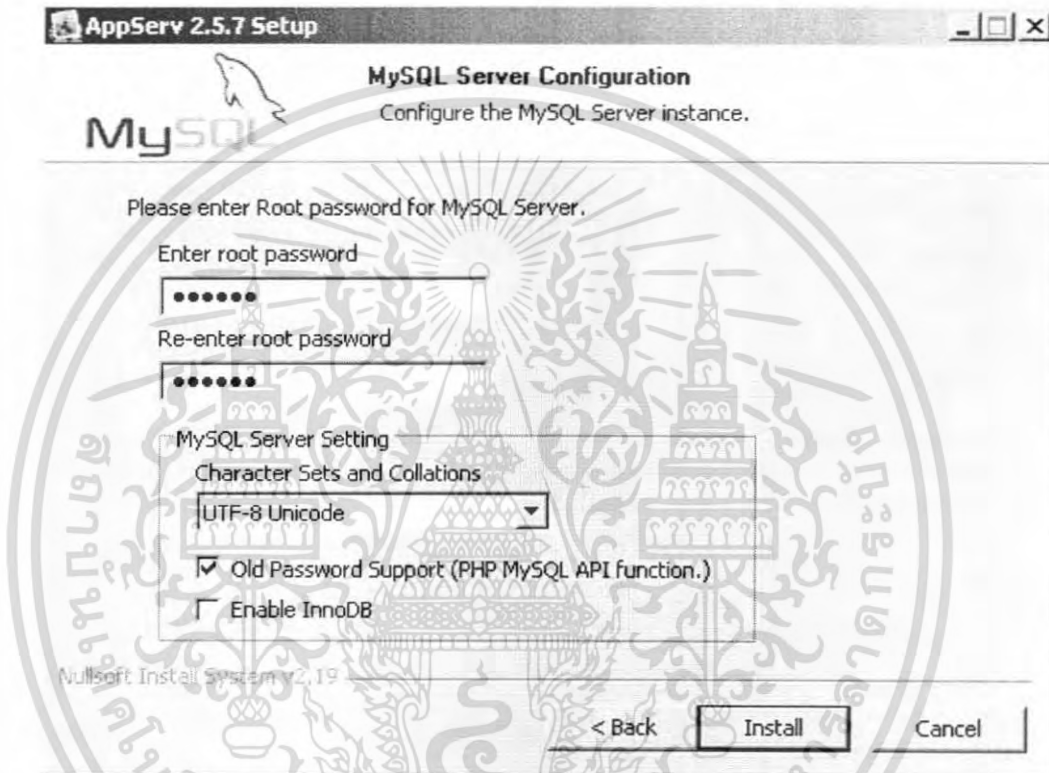 AppServ 2.5.7 Setup
MySQL
MySQL Server Configuration
Configure the MySQL Server instance.
Please enter Root password for MySQL Server.
Enter root password
••••••
Re-enter root password
••••••
MySQL Server Setting
Character Sets and Collations
UTF-8 Unicode
Old Password Support (PHP MySQL API function.)
Enable InnoDB
Nullsoft Install System v2.19
< Back
Install
Cancel